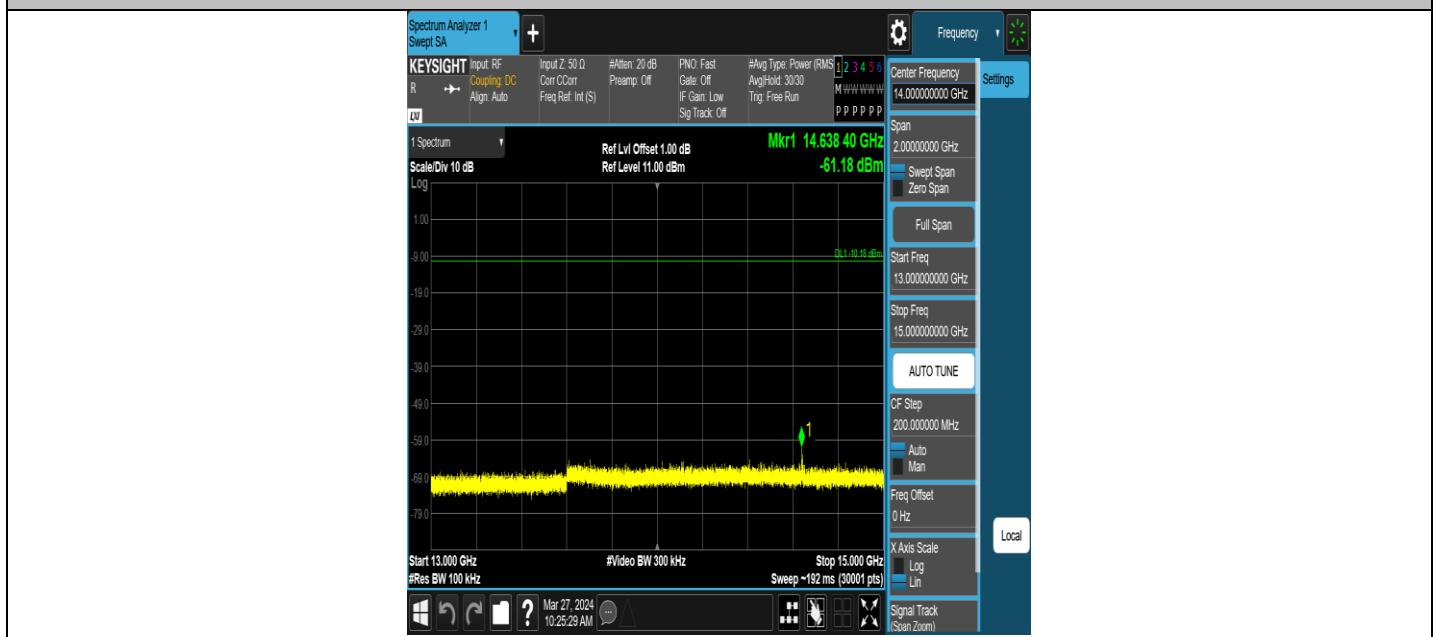 Spectrum Analyzer 1
Swept SA
+
Frequency
KEYSIGHT
R
LXI
Input: RF
Coupling: DC
Align: Auto
Input Z: 50 Ω
Corr CCorr
Freq Ref: Int (S)
#Atten: 20 dB
Preamp: Off
PNO: Fast
Gate: Off
IF Gain: Low
Sig Track: Off
#Avg Type: Power (RMS
Avg|Hold: 30/30
Trig: Free Run
1 2 3 4 5 6
M W W W W W
P P P P P P
1 Spectrum
Scale/Div 10 dB
Log
Ref Lvl Offset 1.00 dB
Ref Level 11.00 dBm
Mkr1 14.638 40 GHz
-61.18 dBm
1.00
-9.00
DL1 -10.18 dBm
-19.0
-29.0
-39.0
-49.0
-59.0
1
-69.0
-79.0
Start 13.000 GHz
#Res BW 100 kHz
#Video BW 300 kHz
Stop 15.000 GHz
Sweep ~192 ms (30001 pts)
?
Mar 27, 2024
10:25:29 AM
Center Frequency
14.000000000 GHz
Settings
Span
2.00000000 GHz
Swept Span
Zero Span
Full Span
Start Freq
13.000000000 GHz
Stop Freq
15.000000000 GHz
AUTO TUNE
CF Step
200.000000 MHz
Auto
Man
Freq Offset
0 Hz
X Axis Scale
Log
Lin
Local
Signal Track
(Span Zoom)